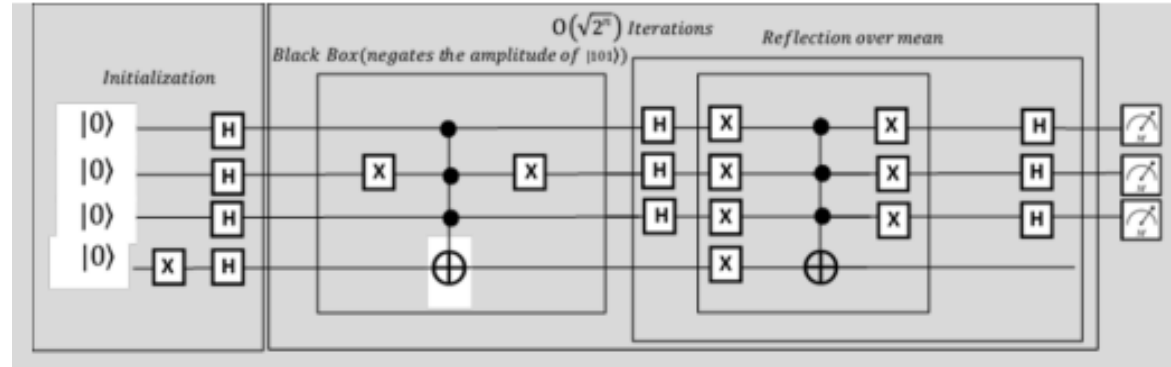 O(√2ⁿ) Iterations
Reflection over mean
Black Box(negates the amplitude of |101⟩)
Initialization
|0⟩ H H X X H
|0⟩ H X X H X X H
|0⟩ H H X X H
|0⟩ X H X